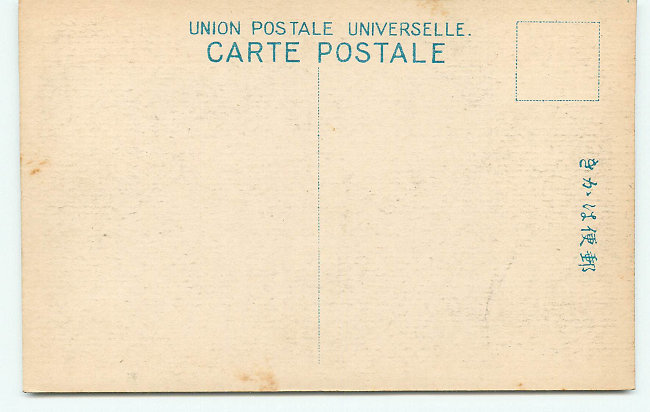 UNION POSTALE UNIVERSELLE.
CARTE POSTALE
郵便はかき